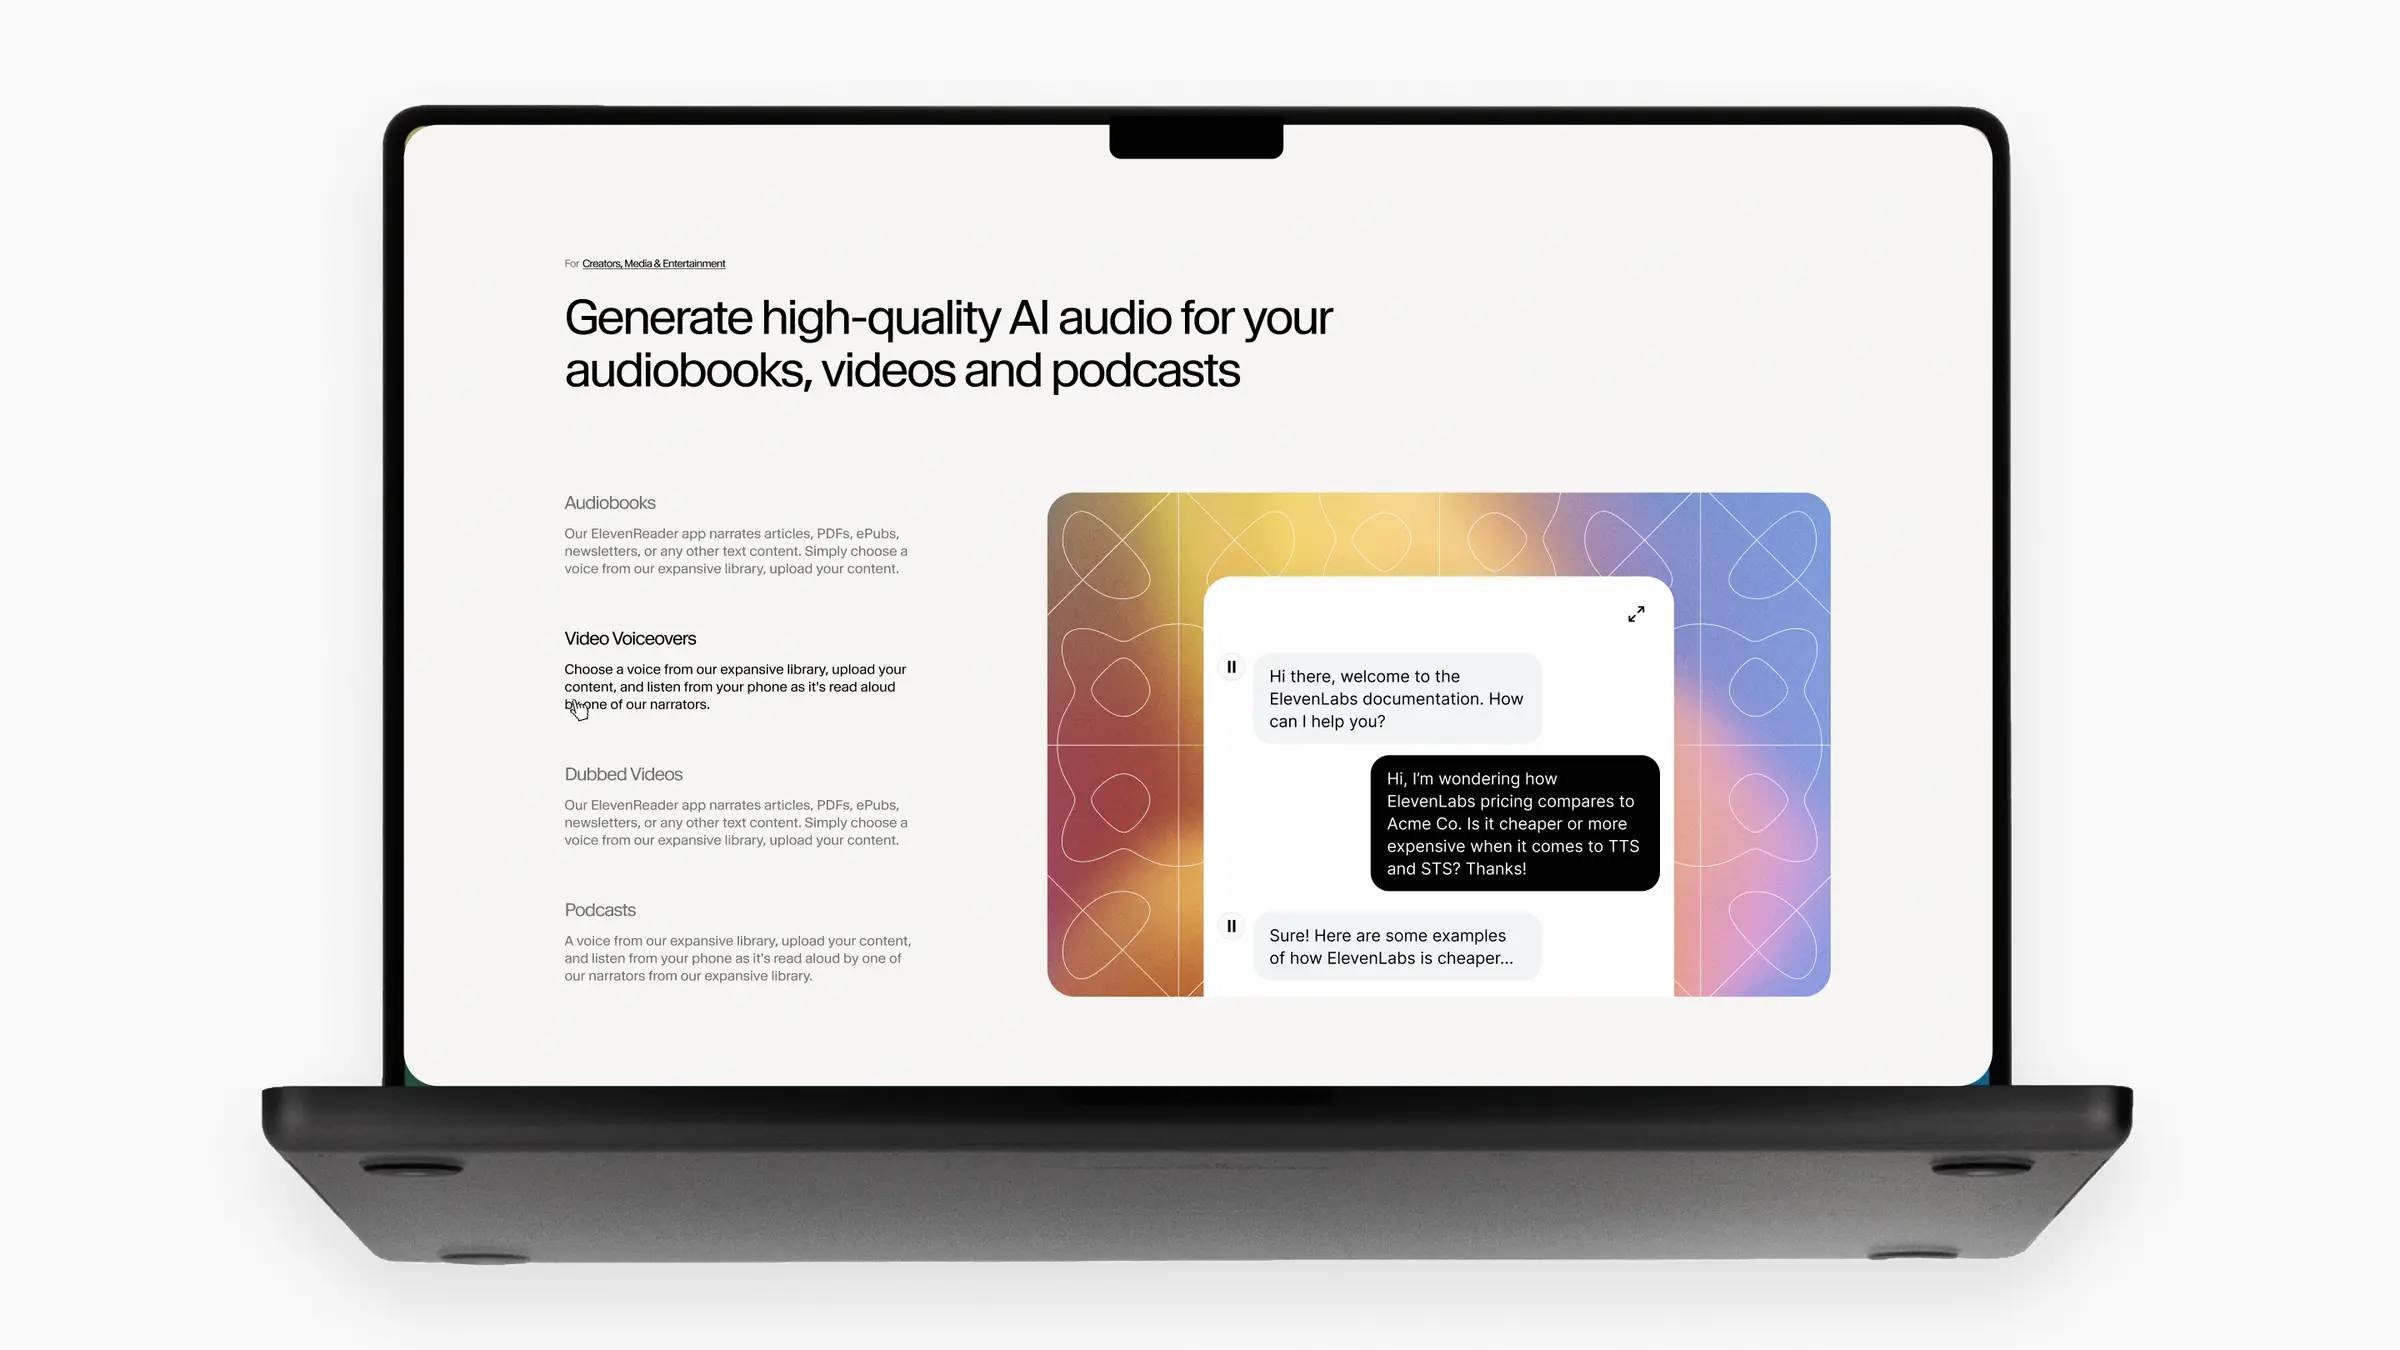 For Creators, Media & Entertainment
Generate high-quality AI audio for your
audiobooks, videos and podcasts
Audiobooks
Our ElevenReader app narrates articles, PDFs, ePubs,
newsletters, or any other text content. Simply choose a
voice from our expansive library, upload your content.
Video Voiceovers
Choose a voice from our expansive library, upload your
content, and listen from your phone as it's read aloud
by one of our narrators.
Dubbed Videos
Our ElevenReader app narrates articles, PDFs, ePubs,
newsletters, or any other text content. Simply choose a
voice from our expansive library, upload your content.
Podcasts
A voice from our expansive library, upload your content,
and listen from your phone as it's read aloud by one of
our narrators from our expansive library.
Hi there, welcome to the
ElevenLabs documentation. How
can I help you?
Hi, I'm wondering how
ElevenLabs pricing compares to
Acme Co. Is it cheaper or more
expensive when it comes to TTS
and STS? Thanks!
Sure! Here are some examples
of how ElevenLabs is cheaper...